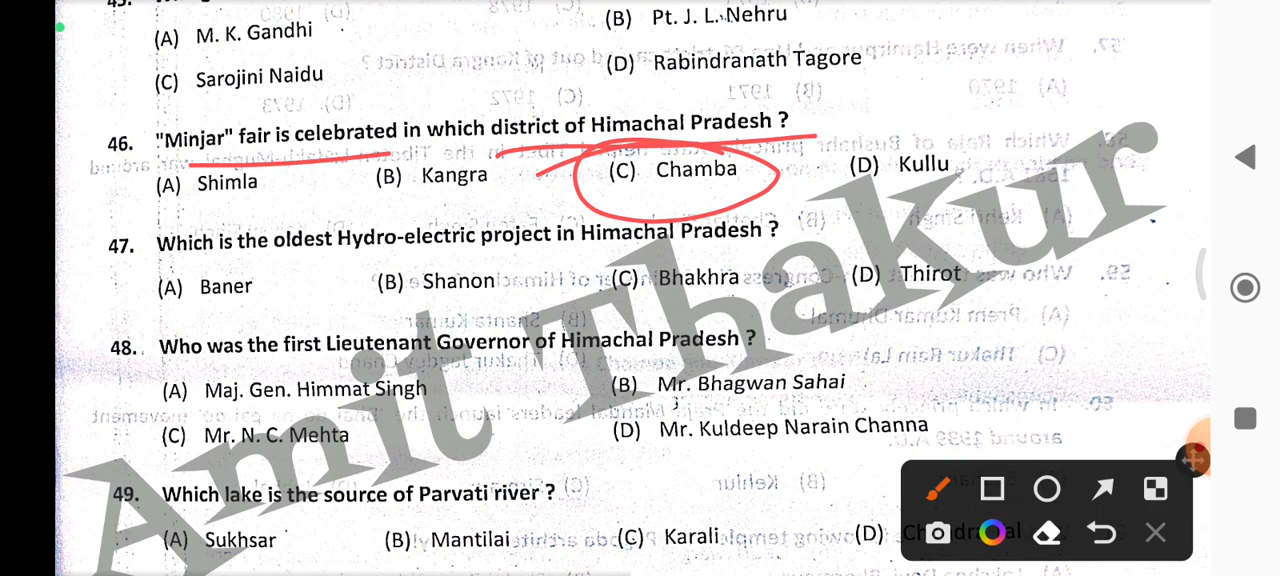 (A) M. K. Gandhi (B) Pt. J. L. Nehru
(C) Sarojini Naidu (D) Rabindranath Tagore
46. "Minjar" fair is celebrated in which district of Himachal Pradesh ?
(A) Shimla (B) Kangra (C) Chamba (D) Kullu
47. Which is the oldest Hydro-electric project in Himachal Pradesh ?
(A) Baner (B) Shanon (C) Bhakhra (D) Thirot
48. Who was the first Lieutenant Governor of Himachal Pradesh ?
(A) Maj. Gen. Himmat Singh (B) Mr. Bhagwan Sahai
(C) Mr. N. C. Mehta (D) Mr. Kuldeep Narain Channa
49. Which lake is the source of Parvati river ?
(A) Sukhsar (B) Mantilai (C) Karali (D)
Amit Thakur